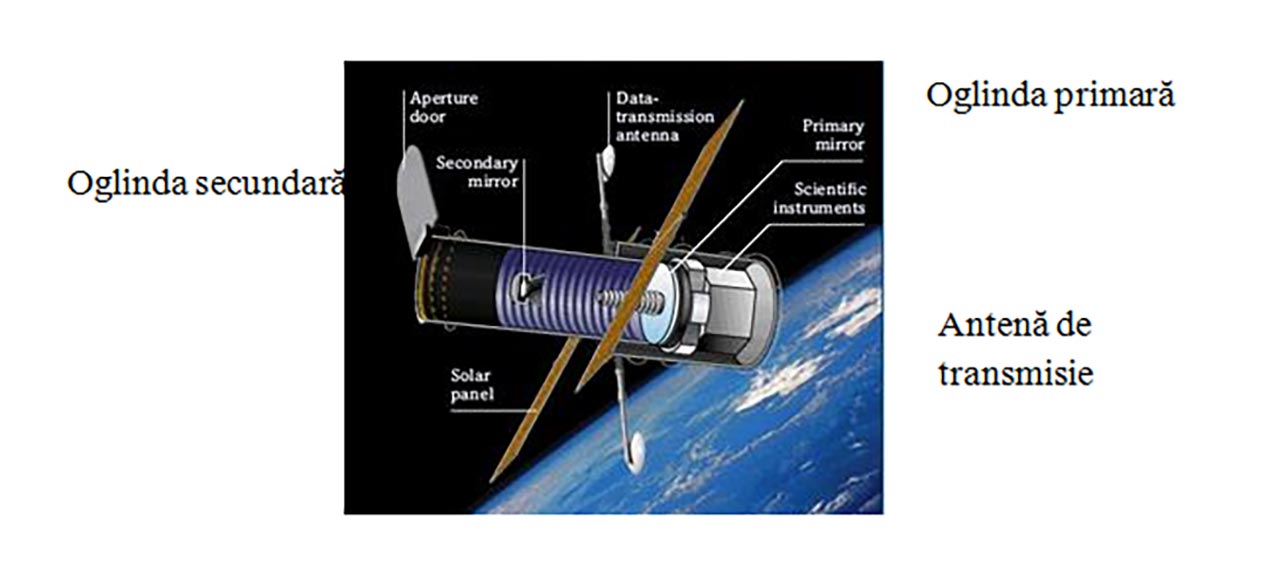 Oglinda primară
Oglinda secundară
Antenă de
transmisie
Aperture
door
Data-
transmission
antenna
Primary
mirror
Secondary
mirror
Scientific
instruments
Solar
panel